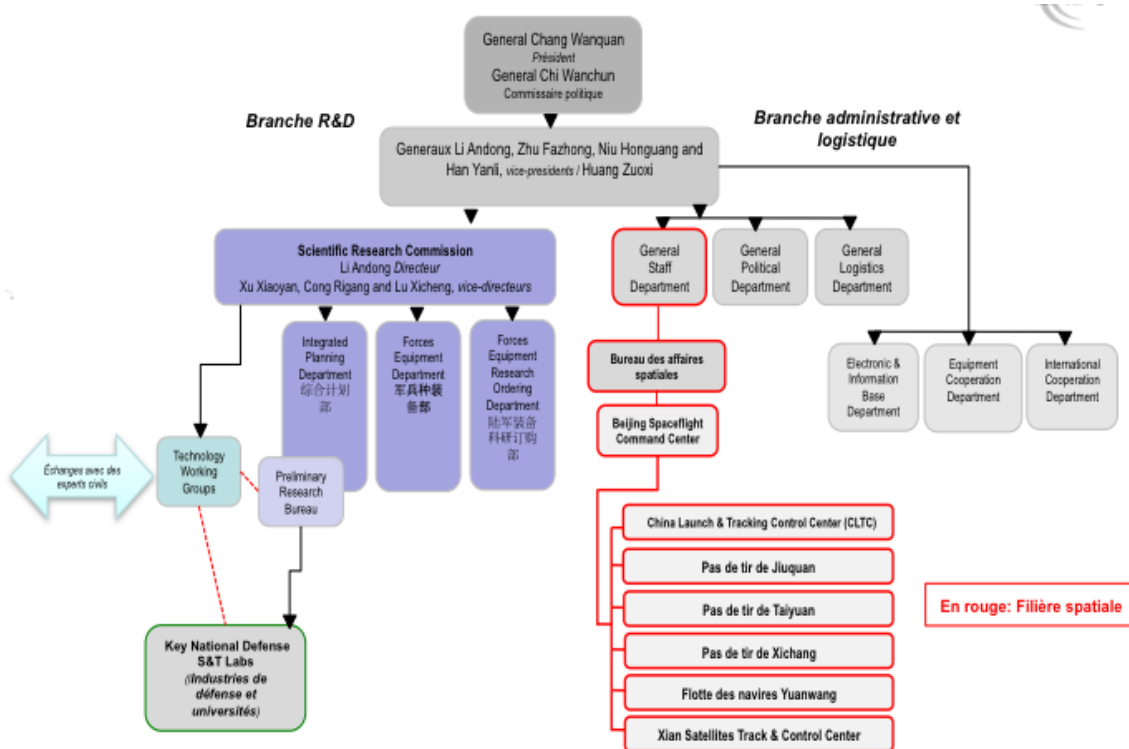 General Chang Wanquan
Président
General Chi Wanchun
Commissaire politique
Branche R&D
Branche administrative et
logistique
Generaux Li Andong, Zhu Fazhong, Niu Honguang and
Han Yanli, vice-presidents / Huang Zuoxi
Scientific Research Commission
Li Andong Directeur
Xu Xiaoyan, Cong Rigang and Lu Xicheng, vice-directeurs
General
Staff
Department
General
Political
Department
General
Logistics
Department
Integrated
Planning
Department
综合计划
部
Forces
Equipment
Department
军兵种装
备部
Forces
Equipment
Research
Ordering
Department
陆军装备
科研订购
部
Bureau des affaires
spatiales
Electronic &
Information
Base
Department
Equipment
Cooperation
Department
International
Cooperation
Department
Beijing Spaceflight
Command Center
Échanges avec des
experts civils
Technology
Working
Groups
Preliminary
Research
Bureau
China Launch & Tracking Control Center (CLTC)
Pas de tir de Jiuquan
Pas de tir de Taiyuan
En rouge: Filière spatiale
Key National Defense
S&T Labs
((Industries de
défense et
universités)
Pas de tir de Xichang
Flotte des navires Yuanwang
Xian Satellites Track & Control Center